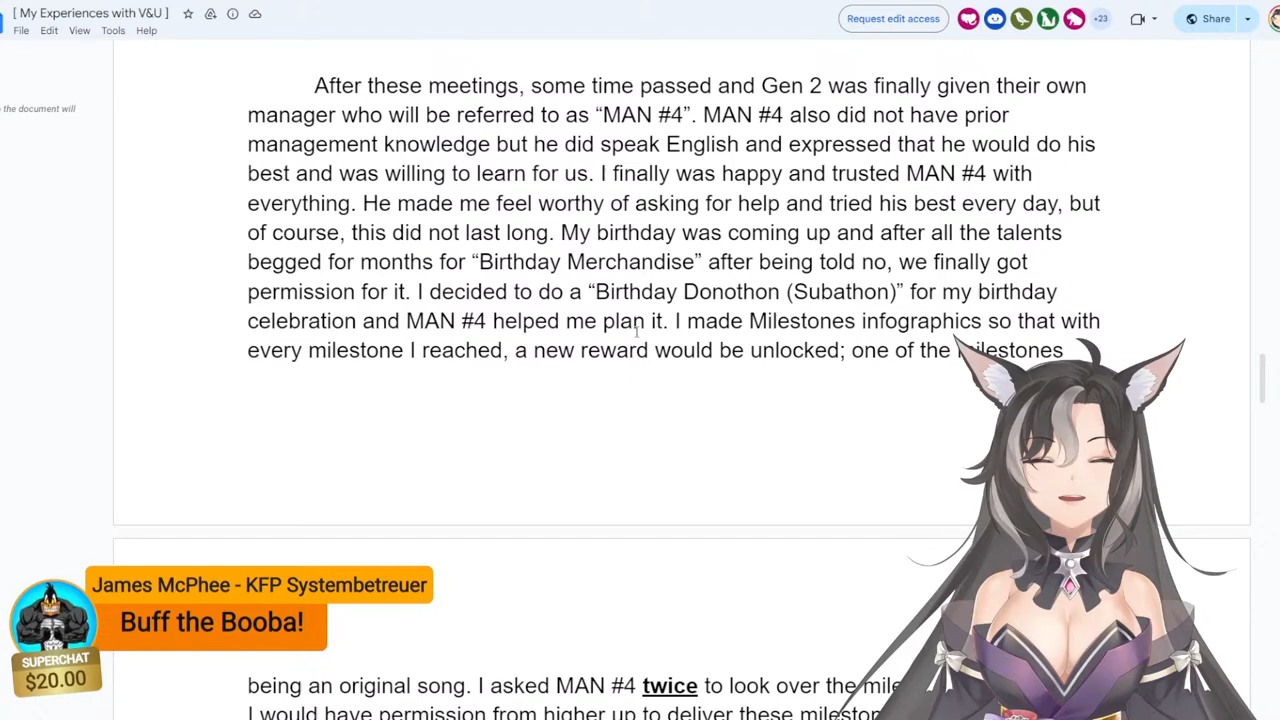 [ My Experiences with V&U ]
File Edit View Tools Help
Request edit access
+23
Share
the document will
After these meetings, some time passed and Gen 2 was finally given their own
manager who will be referred to as “MAN #4”. MAN #4 also did not have prior
management knowledge but he did speak English and expressed that he would do his
best and was willing to learn for us. I finally was happy and trusted MAN #4 with
everything. He made me feel worthy of asking for help and tried his best every day, but
of course, this did not last long. My birthday was coming up and after all the talents
begged for months for “Birthday Merchandise” after being told no, we finally got
permission for it. I decided to do a “Birthday Donothon (Subathon)” for my birthday
celebration and MAN #4 helped me plan it. I made Milestones infographics so that with
every milestone I reached, a new reward would be unlocked; one of the milestones
James McPhee - KFP Systembetreuer
Buff the Booba!
SUPERCHAT
$20.00
being an original song. I asked MAN #4 twice to look over the
I would have permission from higher up to deliver these